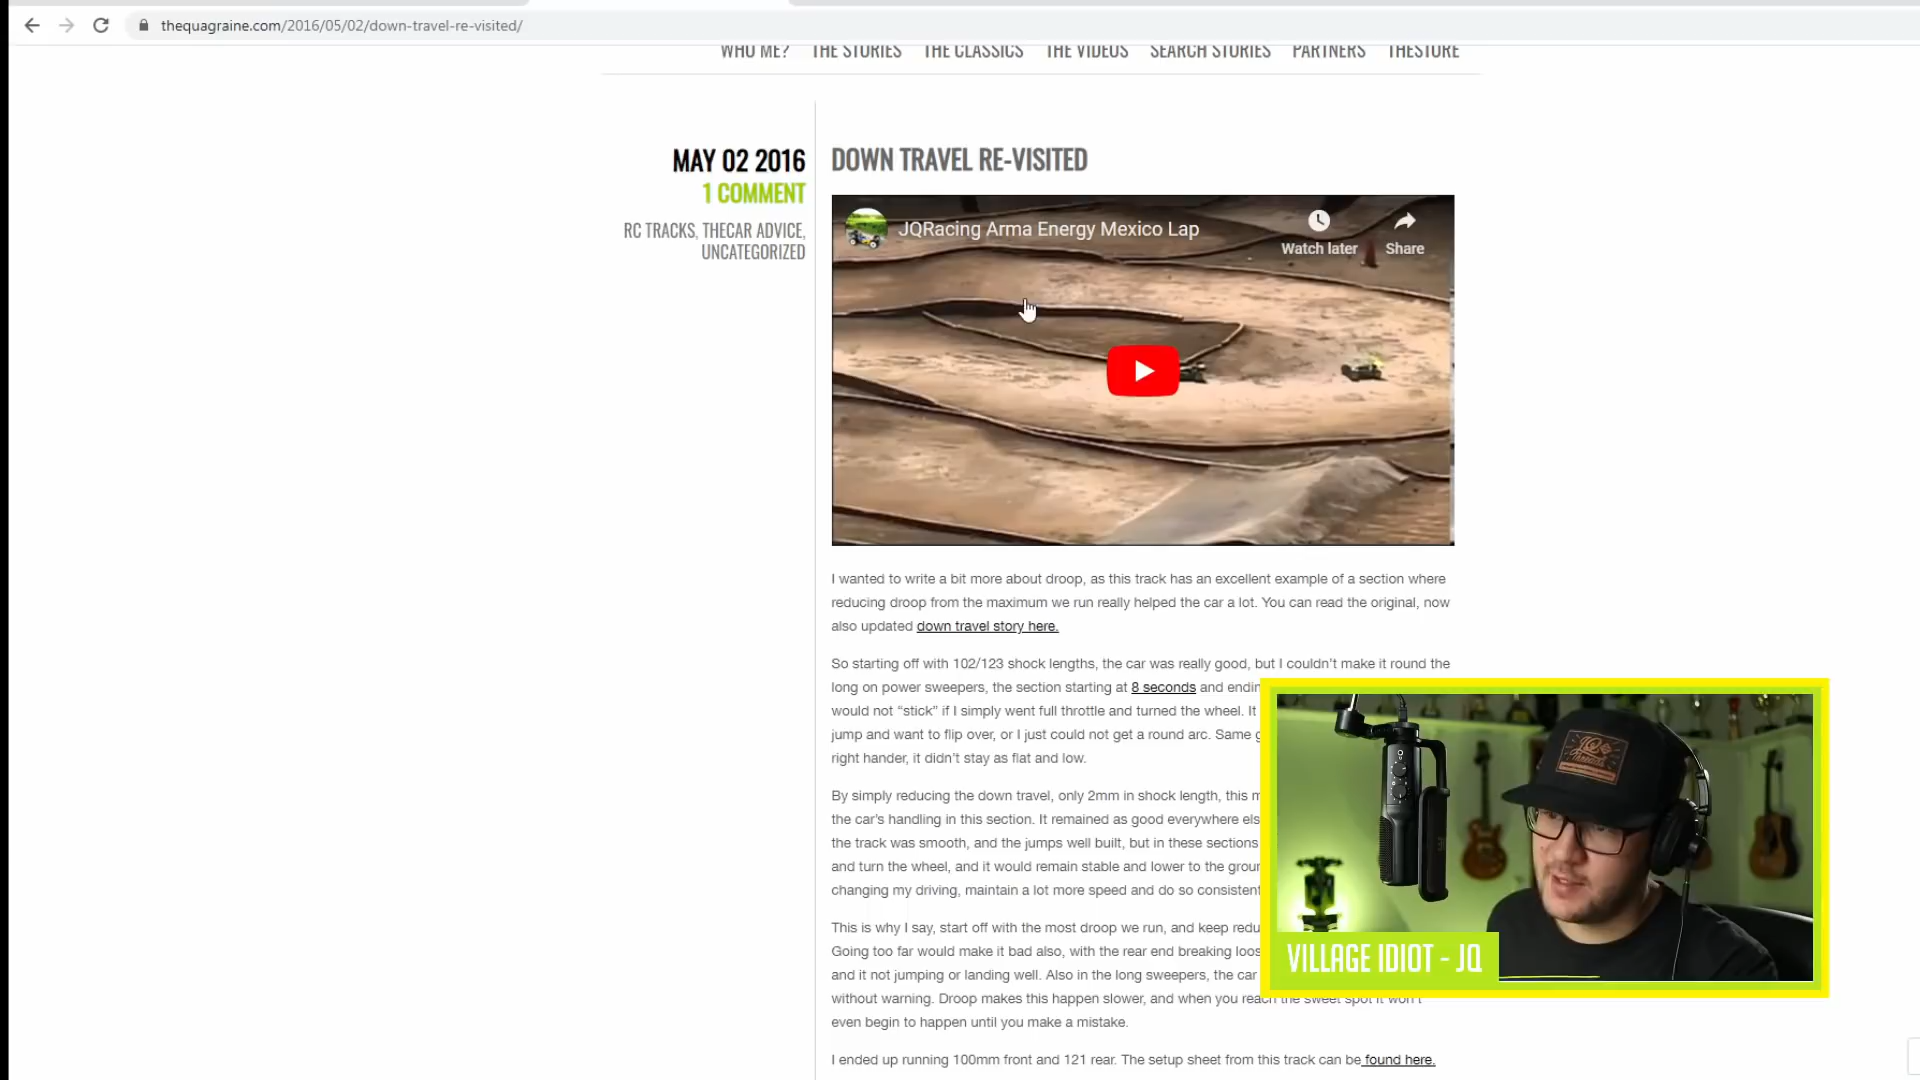 thequagraine.com/2016/05/02/down-travel-re-visited/
WHO ME? THE STORIES THE CLASSICS THE VIDEOS SEARCH STORIES PARTNERS THESTORE
MAY 02 2016
1 COMMENT
RC TRACKS, THECAR ADVICE,
UNCATEGORIZED
DOWN TRAVEL RE-VISITED
JQRacing Arma Energy Mexico Lap
Watch later
Share
I wanted to write a bit more about droop, as this track has an excellent example of a section where
reducing droop from the maximum we run really helped the car a lot. You can read the original, now
also updated down travel story here.
So starting off with 102/123 shock lengths, the car was really good, but I couldn't make it round the
long on power sweepers, the section starting at 8 seconds and endin
would not “stick” if I simply went full throttle and turned the wheel. It
jump and want to flip over, or I just could not get a round arc. Same g
right hander, it didn't stay as flat and low.
By simply reducing the down travel, only 2mm in shock length, this m
the car's handling in this section. It remained as good everywhere els
the track was smooth, and the jumps well built, but in these sections
and turn the wheel, and it would remain stable and lower to the groun
changing my driving, maintain a lot more speed and do so consistent
This is why I say, start off with the most droop we run, and keep redu
Going too far would make it bad also, with the rear end breaking loos
and it not jumping or landing well. Also in the long sweepers, the car
without warning. Droop makes this happen slower, and when you reach the sweet spot it won't
even begin to happen until you make a mistake.
I ended up running 100mm front and 121 rear. The setup sheet from this track can be found here.
VILLAGE IDIOT - JQ